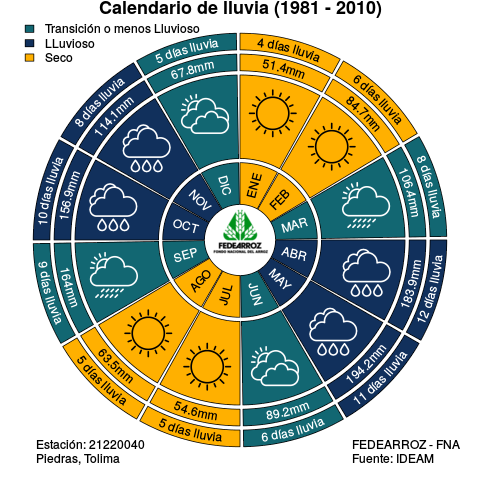 Calendario de lluvia (1981 - 2010)
Transición o menos Lluvioso
LLuvioso
Seco
4 días lluvia
51.4mm
ENE
6 días lluvia
84.7mm
FEB
8 días lluvia
106.4mm
MAR
12 días lluvia
183.9mm
ABR
11 días lluvia
194.2mm
MAY
6 días lluvia
89.2mm
JUN
5 días lluvia
54.6mm
JUL
5 días lluvia
63.5mm
AGO
9 días lluvia
164mm
SEP
10 días lluvia
156.9mm
OCT
8 días lluvia
114.1mm
NOV
5 días lluvia
67.8mm
DIC
FEDEARROZ
FONDO NACIONAL DEL ARROZ
Estación: 21220040
Piedras, Tolima
FEDEARROZ - FNA
Fuente: IDEAM